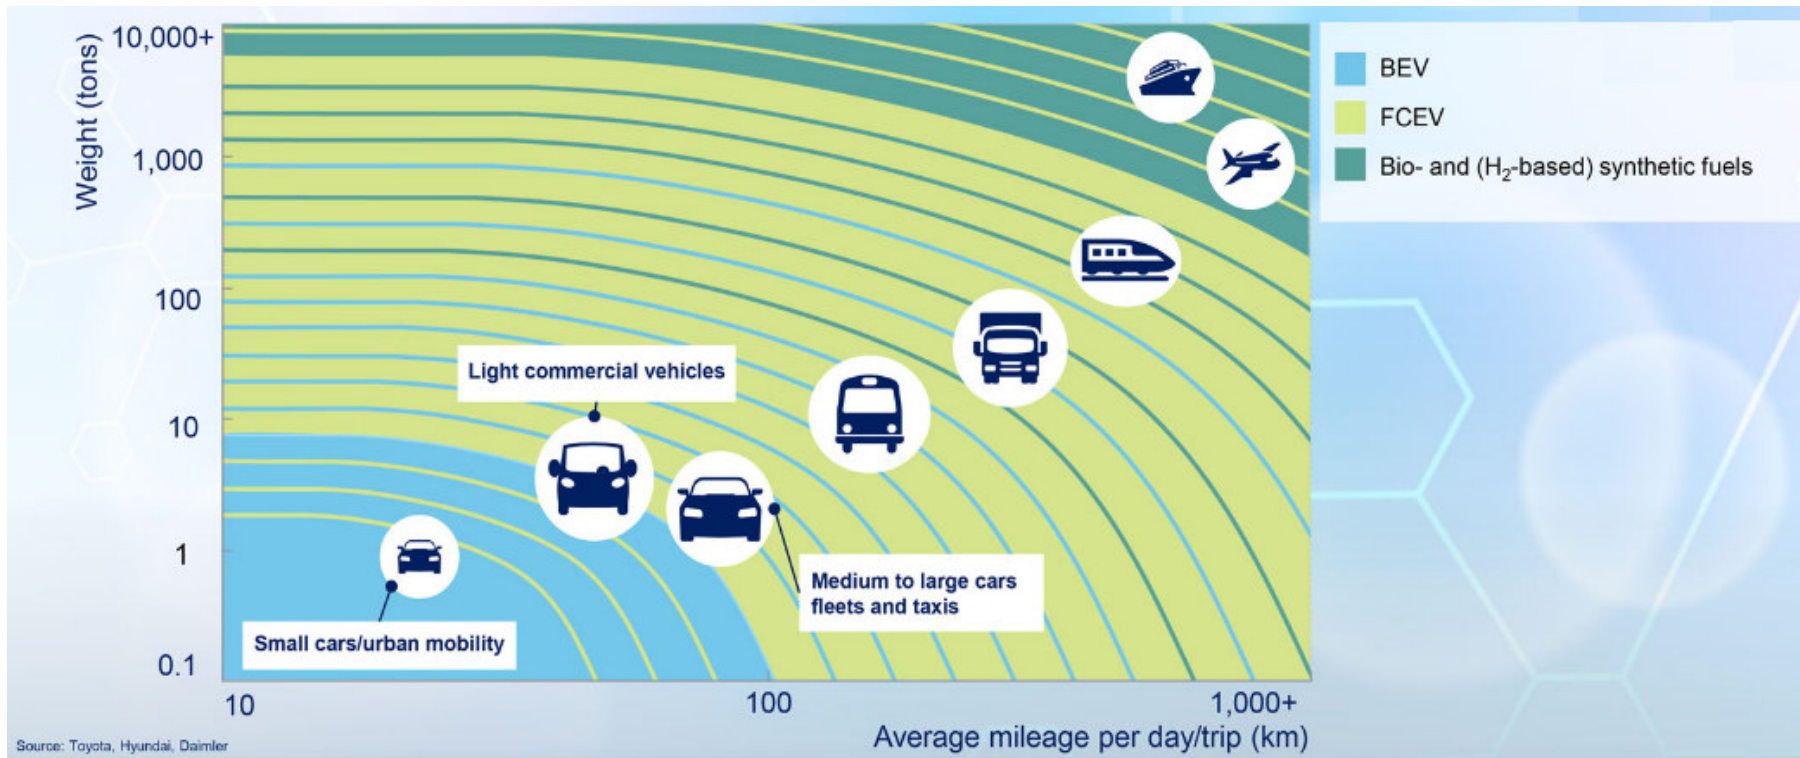 Weight (tons)
10,000+
1,000
100
10
1
0.1
10
100
1,000+
Average mileage per day/trip (km)
Light commercial vehicles
Medium to large cars
fleets and taxis
Small cars/urban mobility
BEV
FCEV
Bio- and (H₂-based) synthetic fuels
Source: Toyota, Hyundai, Daimler